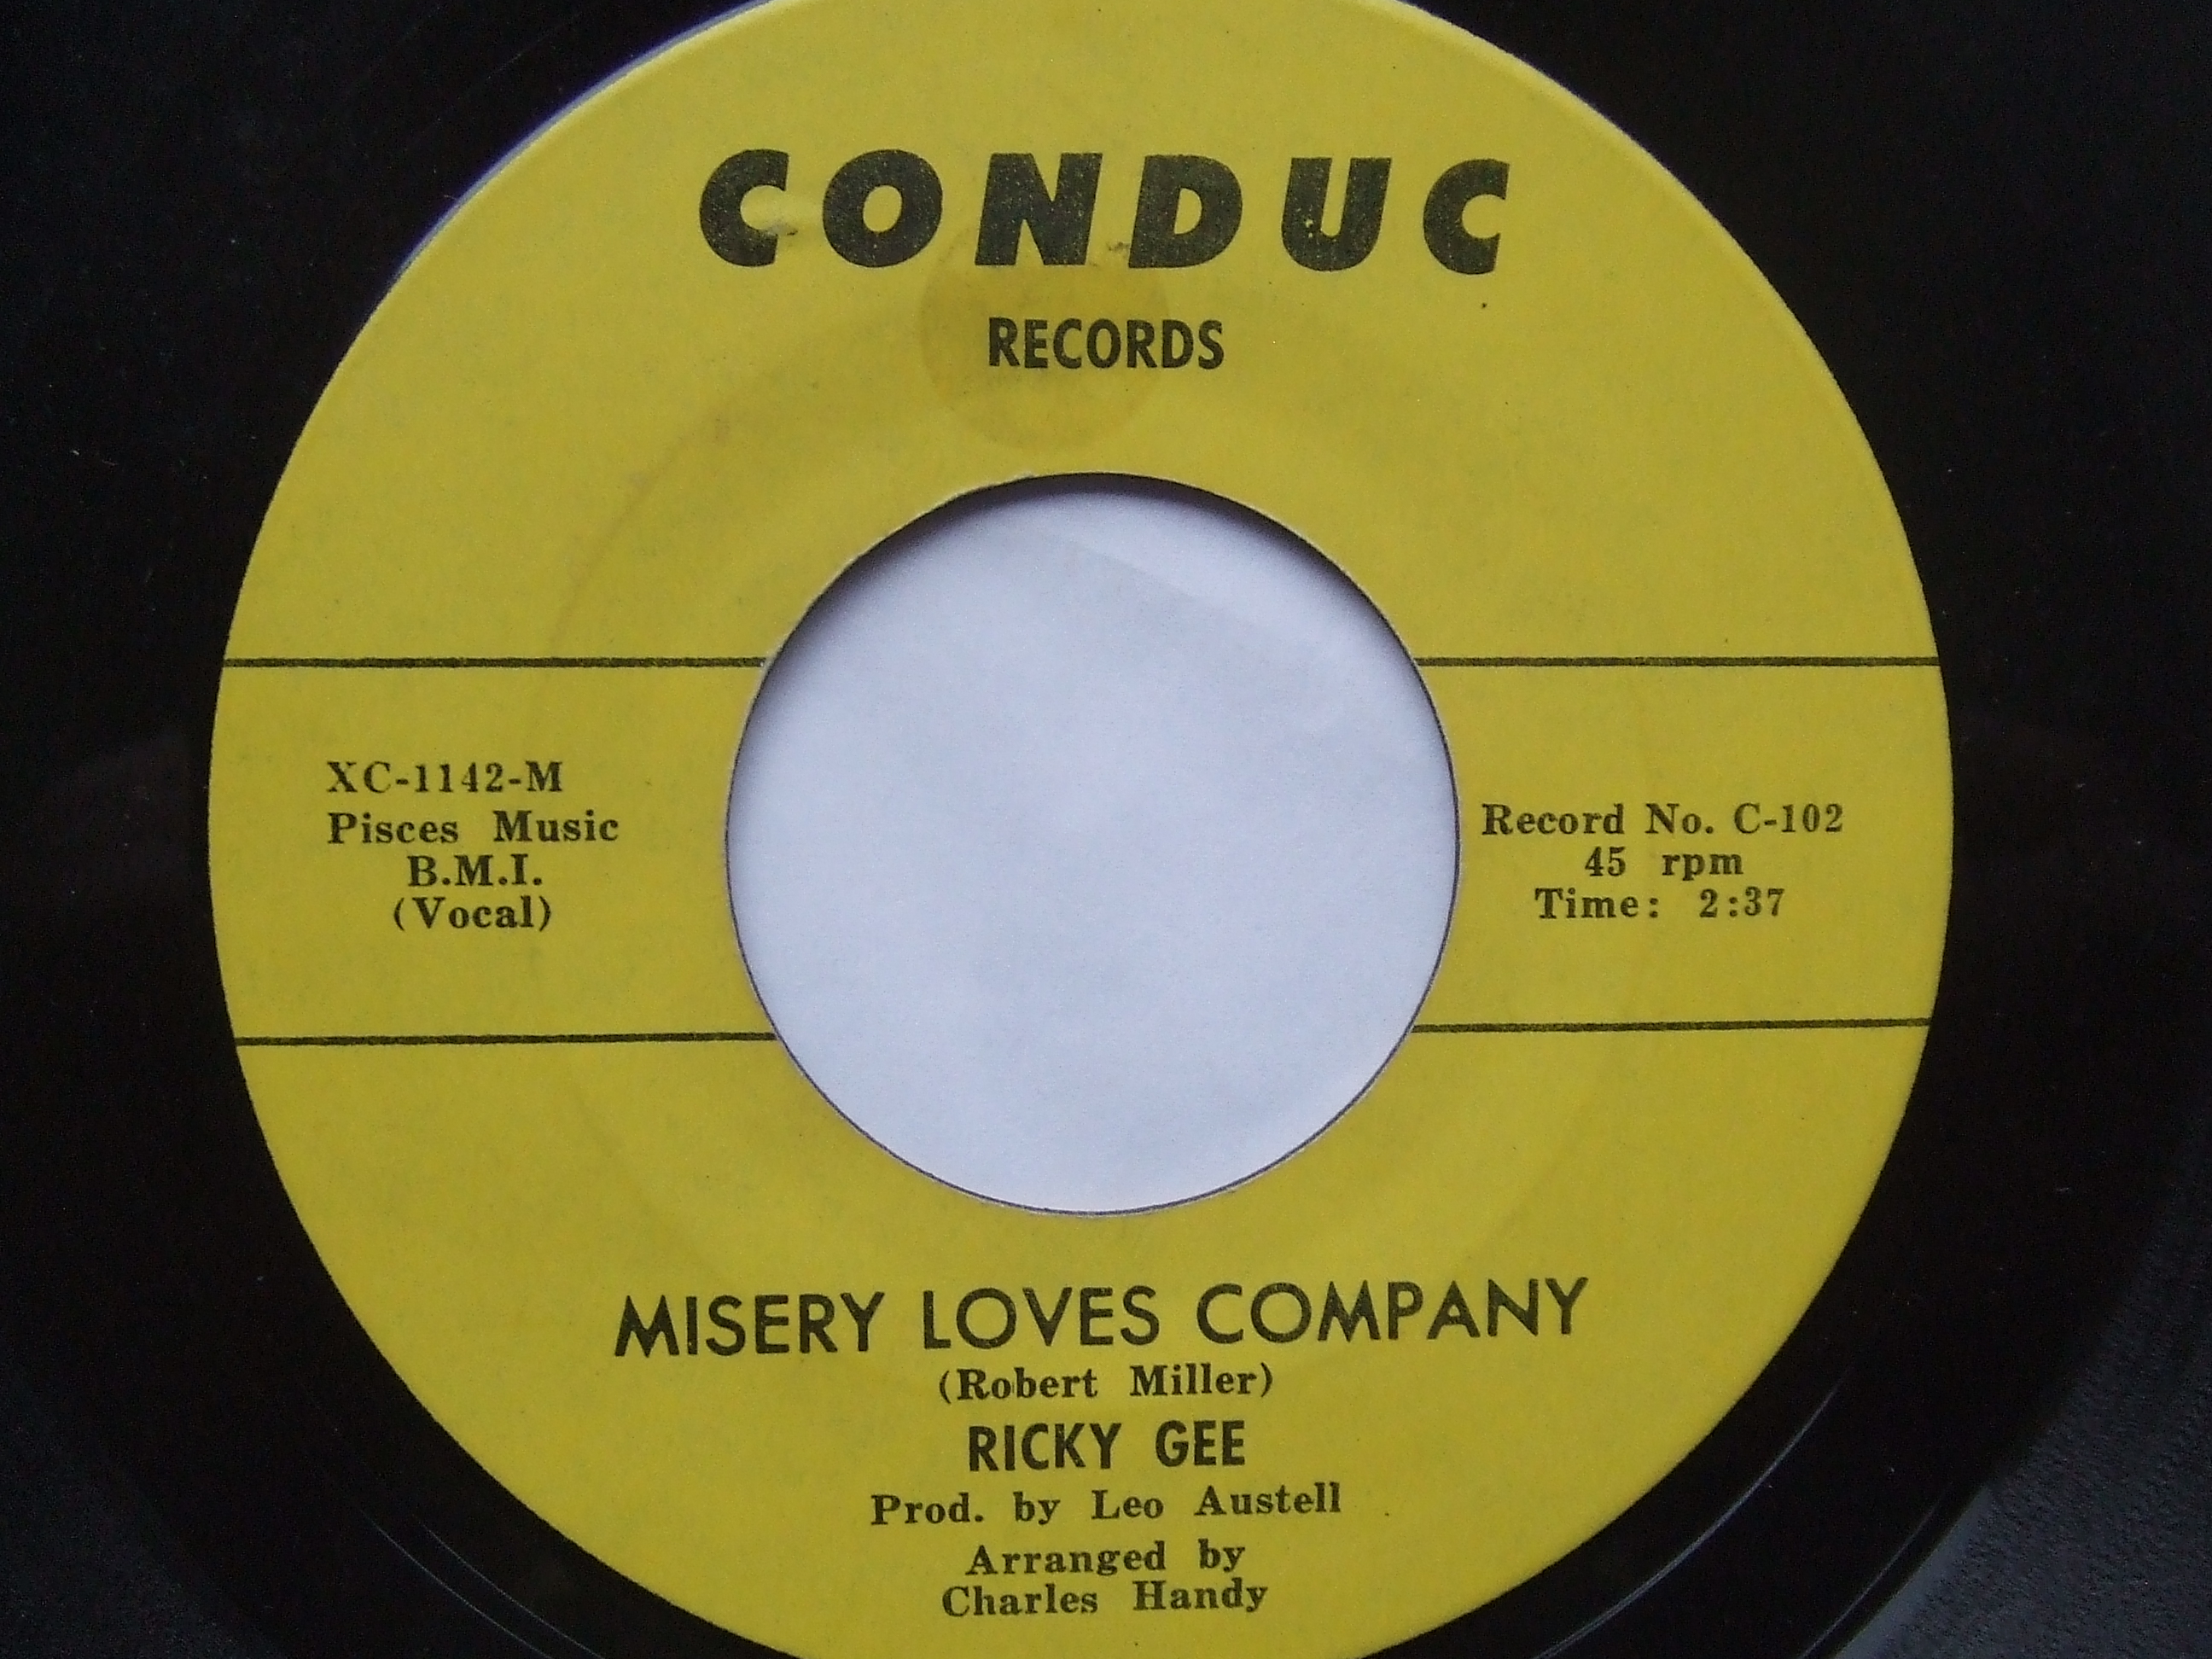 CONDUC
RECORDS
XC-1142-M
Pisces Music
B.M.I.
(Vocal)
Record No. C-102
45 rpm
Time: 2:37
MISERY LOVES COMPANY
(Robert Miller)
RICKY GEE
Prod. by Leo Austell
Arranged by
Charles Handy